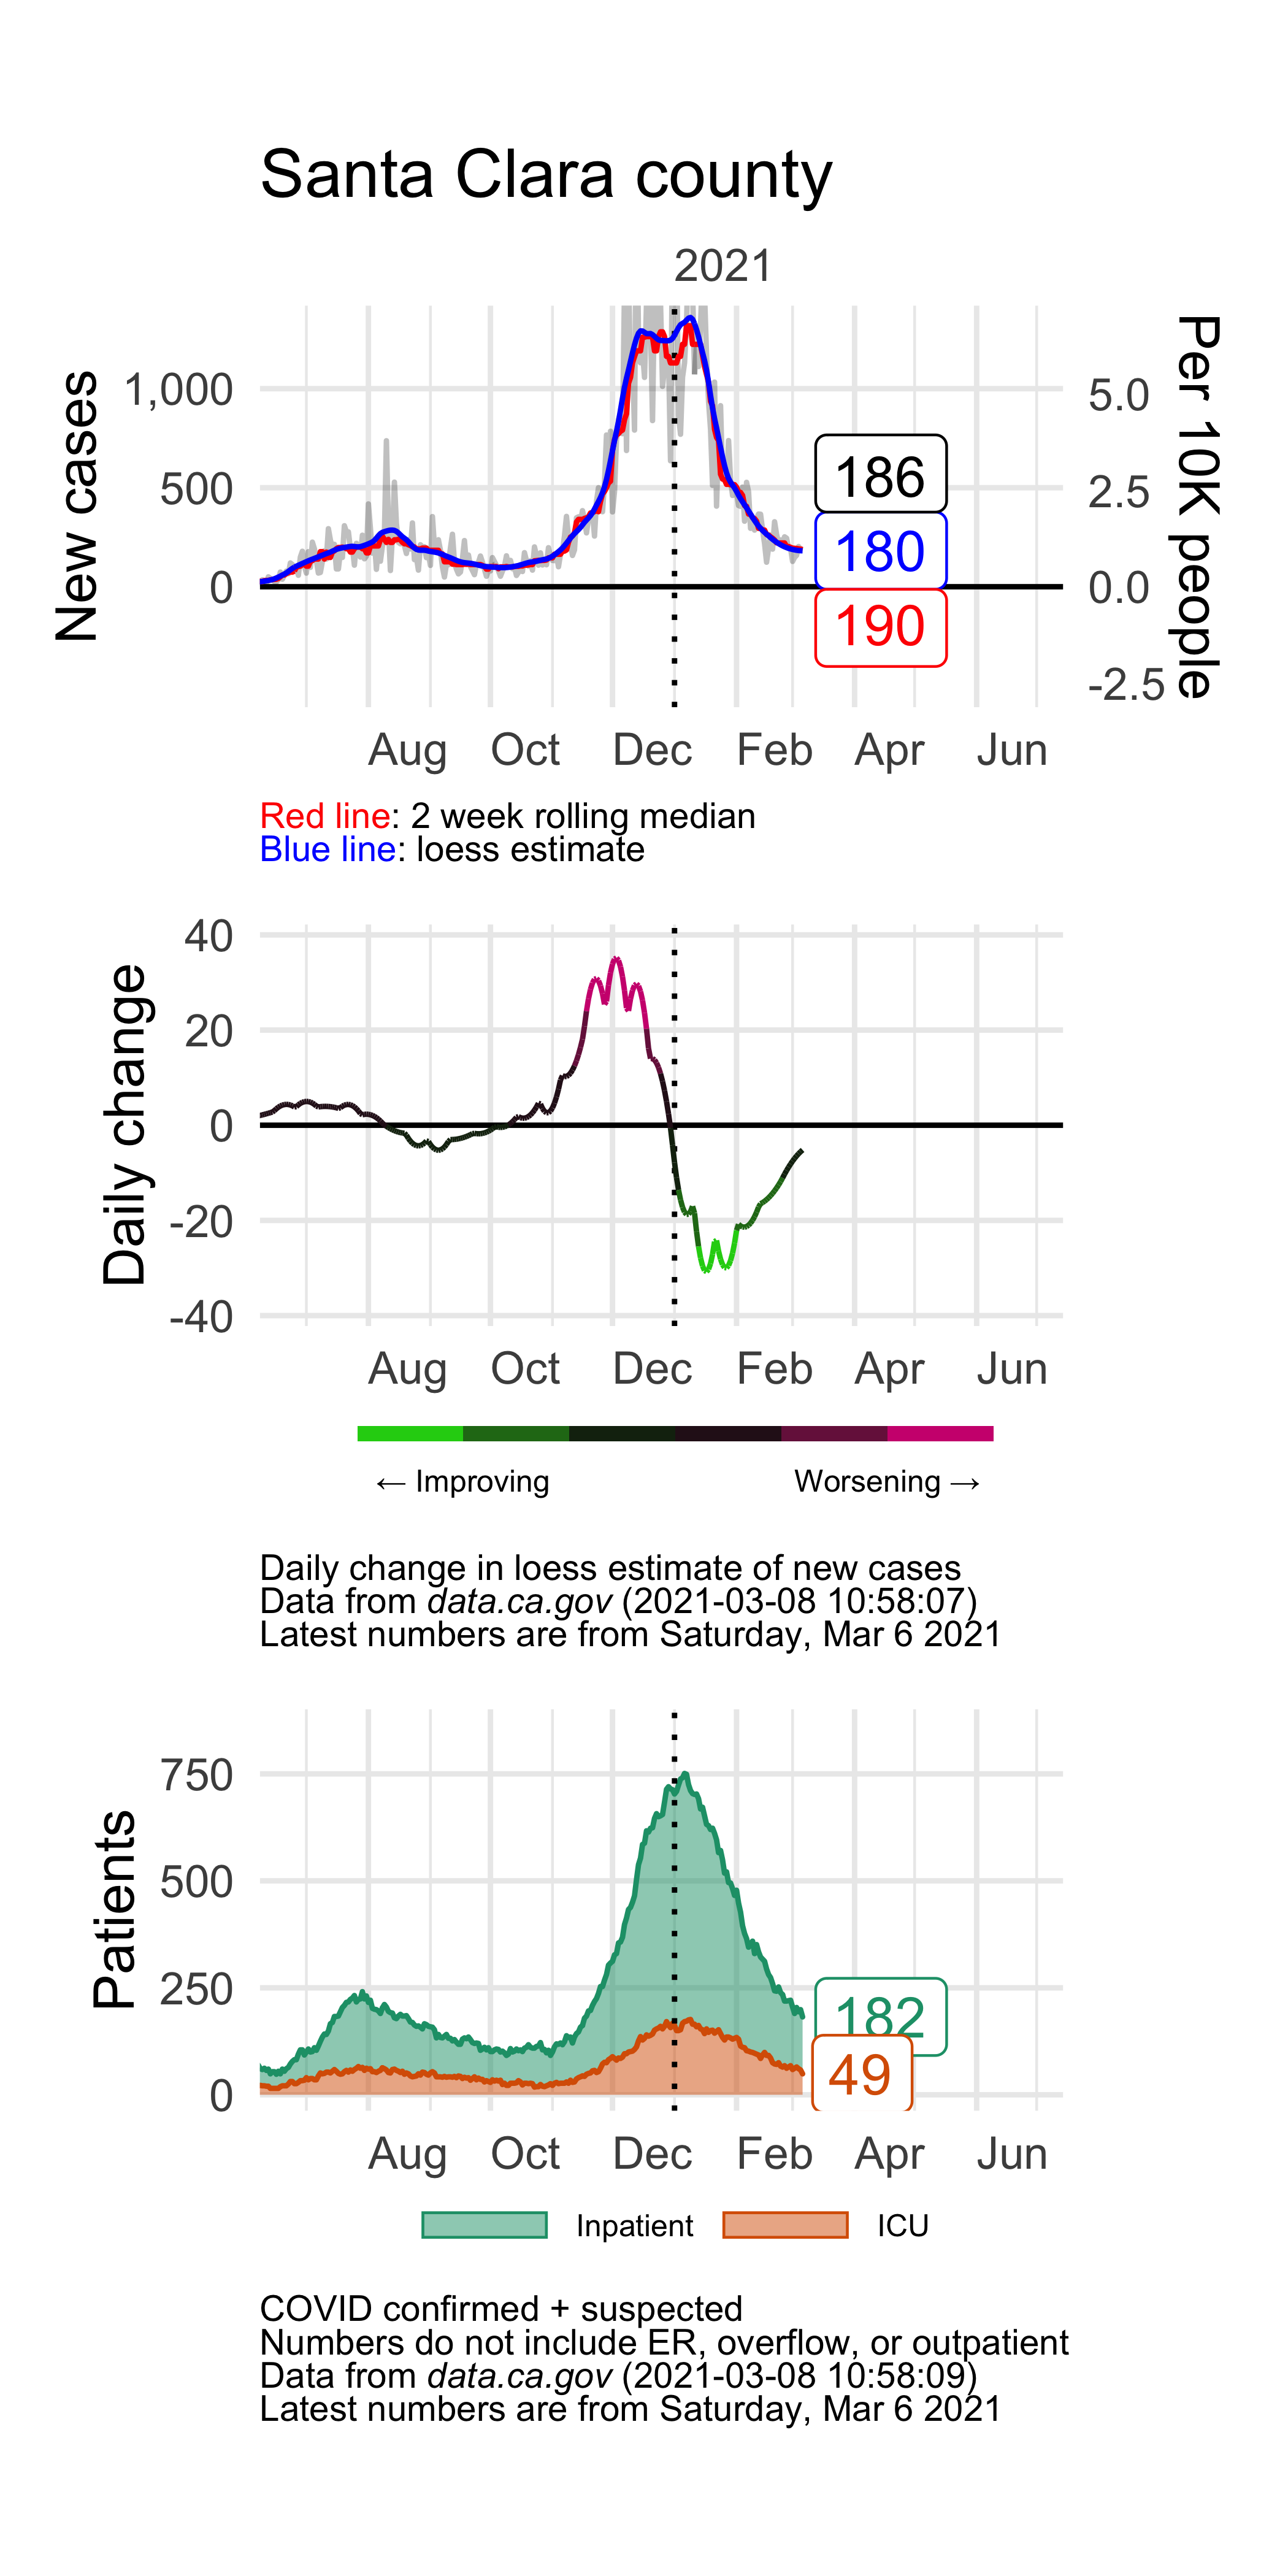 Santa Clara county
2021
New cases
1,000
500
0
Per 10K people
5.0
2.5
0.0
-2.5
186
180
190
Aug Oct Dec Feb Apr Jun
Red line: 2 week rolling median
Blue line: loess estimate
Daily change
40
20
0
-20
-40
Aug Oct Dec Feb Apr Jun
← Improving Worsening →
Daily change in loess estimate of new cases
Data from data.ca.gov (2021-03-08 10:58:07)
Latest numbers are from Saturday, Mar 6 2021
Patients
750
500
250
0
182
49
Aug Oct Dec Feb Apr Jun
Inpatient ICU
COVID confirmed + suspected
Numbers do not include ER, overflow, or outpatient
Data from data.ca.gov (2021-03-08 10:58:09)
Latest numbers are from Saturday, Mar 6 2021